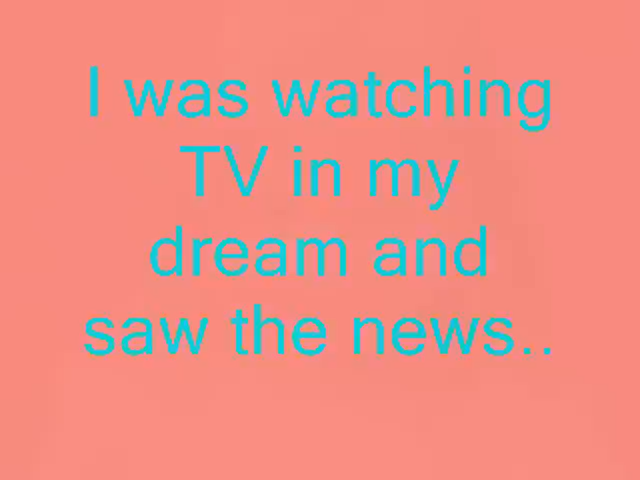 I was watching
TV in my
dream and
saw the news..